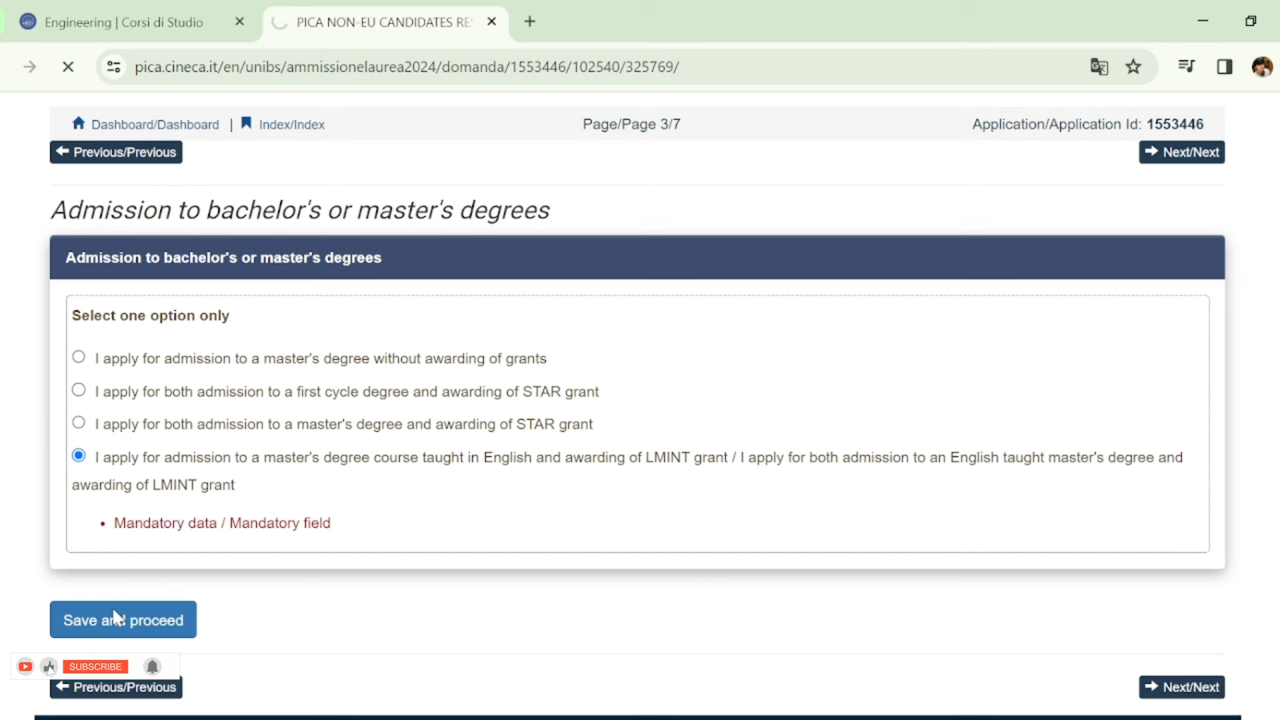 Engineering | Corsi di Studio
PICA NON-EU CANDIDATES RES
pica.cineca.it/en/unibs/ammissionelaurea2024/domanda/1553446/102540/325769/
Dashboard/Dashboard | Index/Index Page/Page 3/7 Application/Application Id: 1553446
Previous/Previous Next/Next
Admission to bachelor's or master's degrees
Admission to bachelor's or master's degrees
Select one option only
I apply for admission to a master's degree without awarding of grants
I apply for both admission to a first cycle degree and awarding of STAR grant
I apply for both admission to a master's degree and awarding of STAR grant
I apply for admission to a master's degree course taught in English and awarding of LMINT grant / I apply for both admission to an English taught master's degree and
awarding of LMINT grant
Mandatory data / Mandatory field
Save and proceed
SUBSCRIBE
Previous/Previous Next/Next